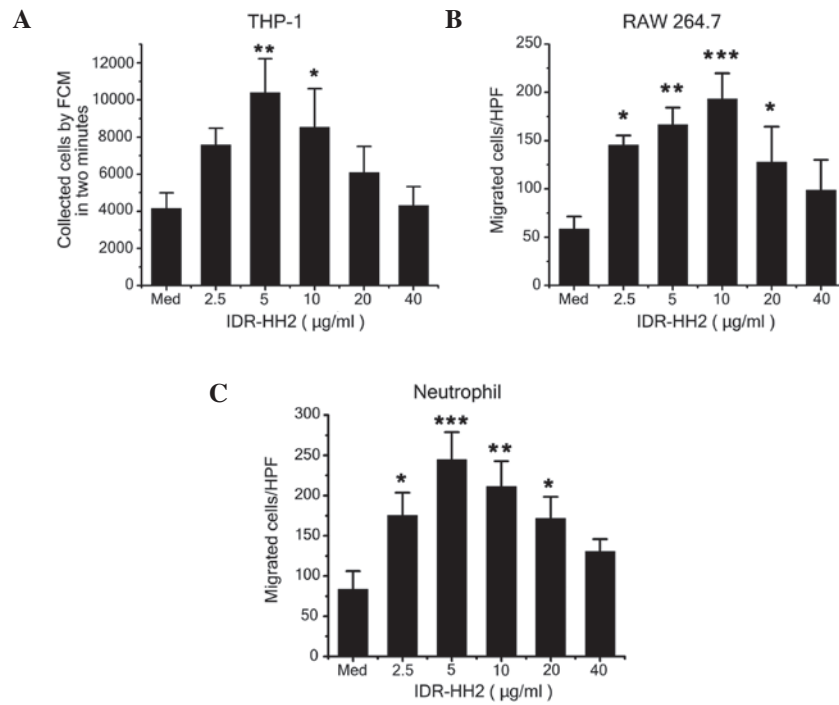 A
THP-1
Collected cells by FCM
in two minutes
12000
10000
8000
6000
4000
2000
0
** *
Med 2.5 5 10 20 40
IDR-HH2 ( μg/ml )
B
RAW 264.7
Migrated cells/HPF
250
200
150
100
50
0
* ** *** *
Med 2.5 5 10 20 40
IDR-HH2 ( μg/ml )
C
Neutrophil
Migrated cells/HPF
300
250
200
150
100
50
0
* *** ** *
Med 2.5 5 10 20 40
IDR-HH2 ( μg/ml )